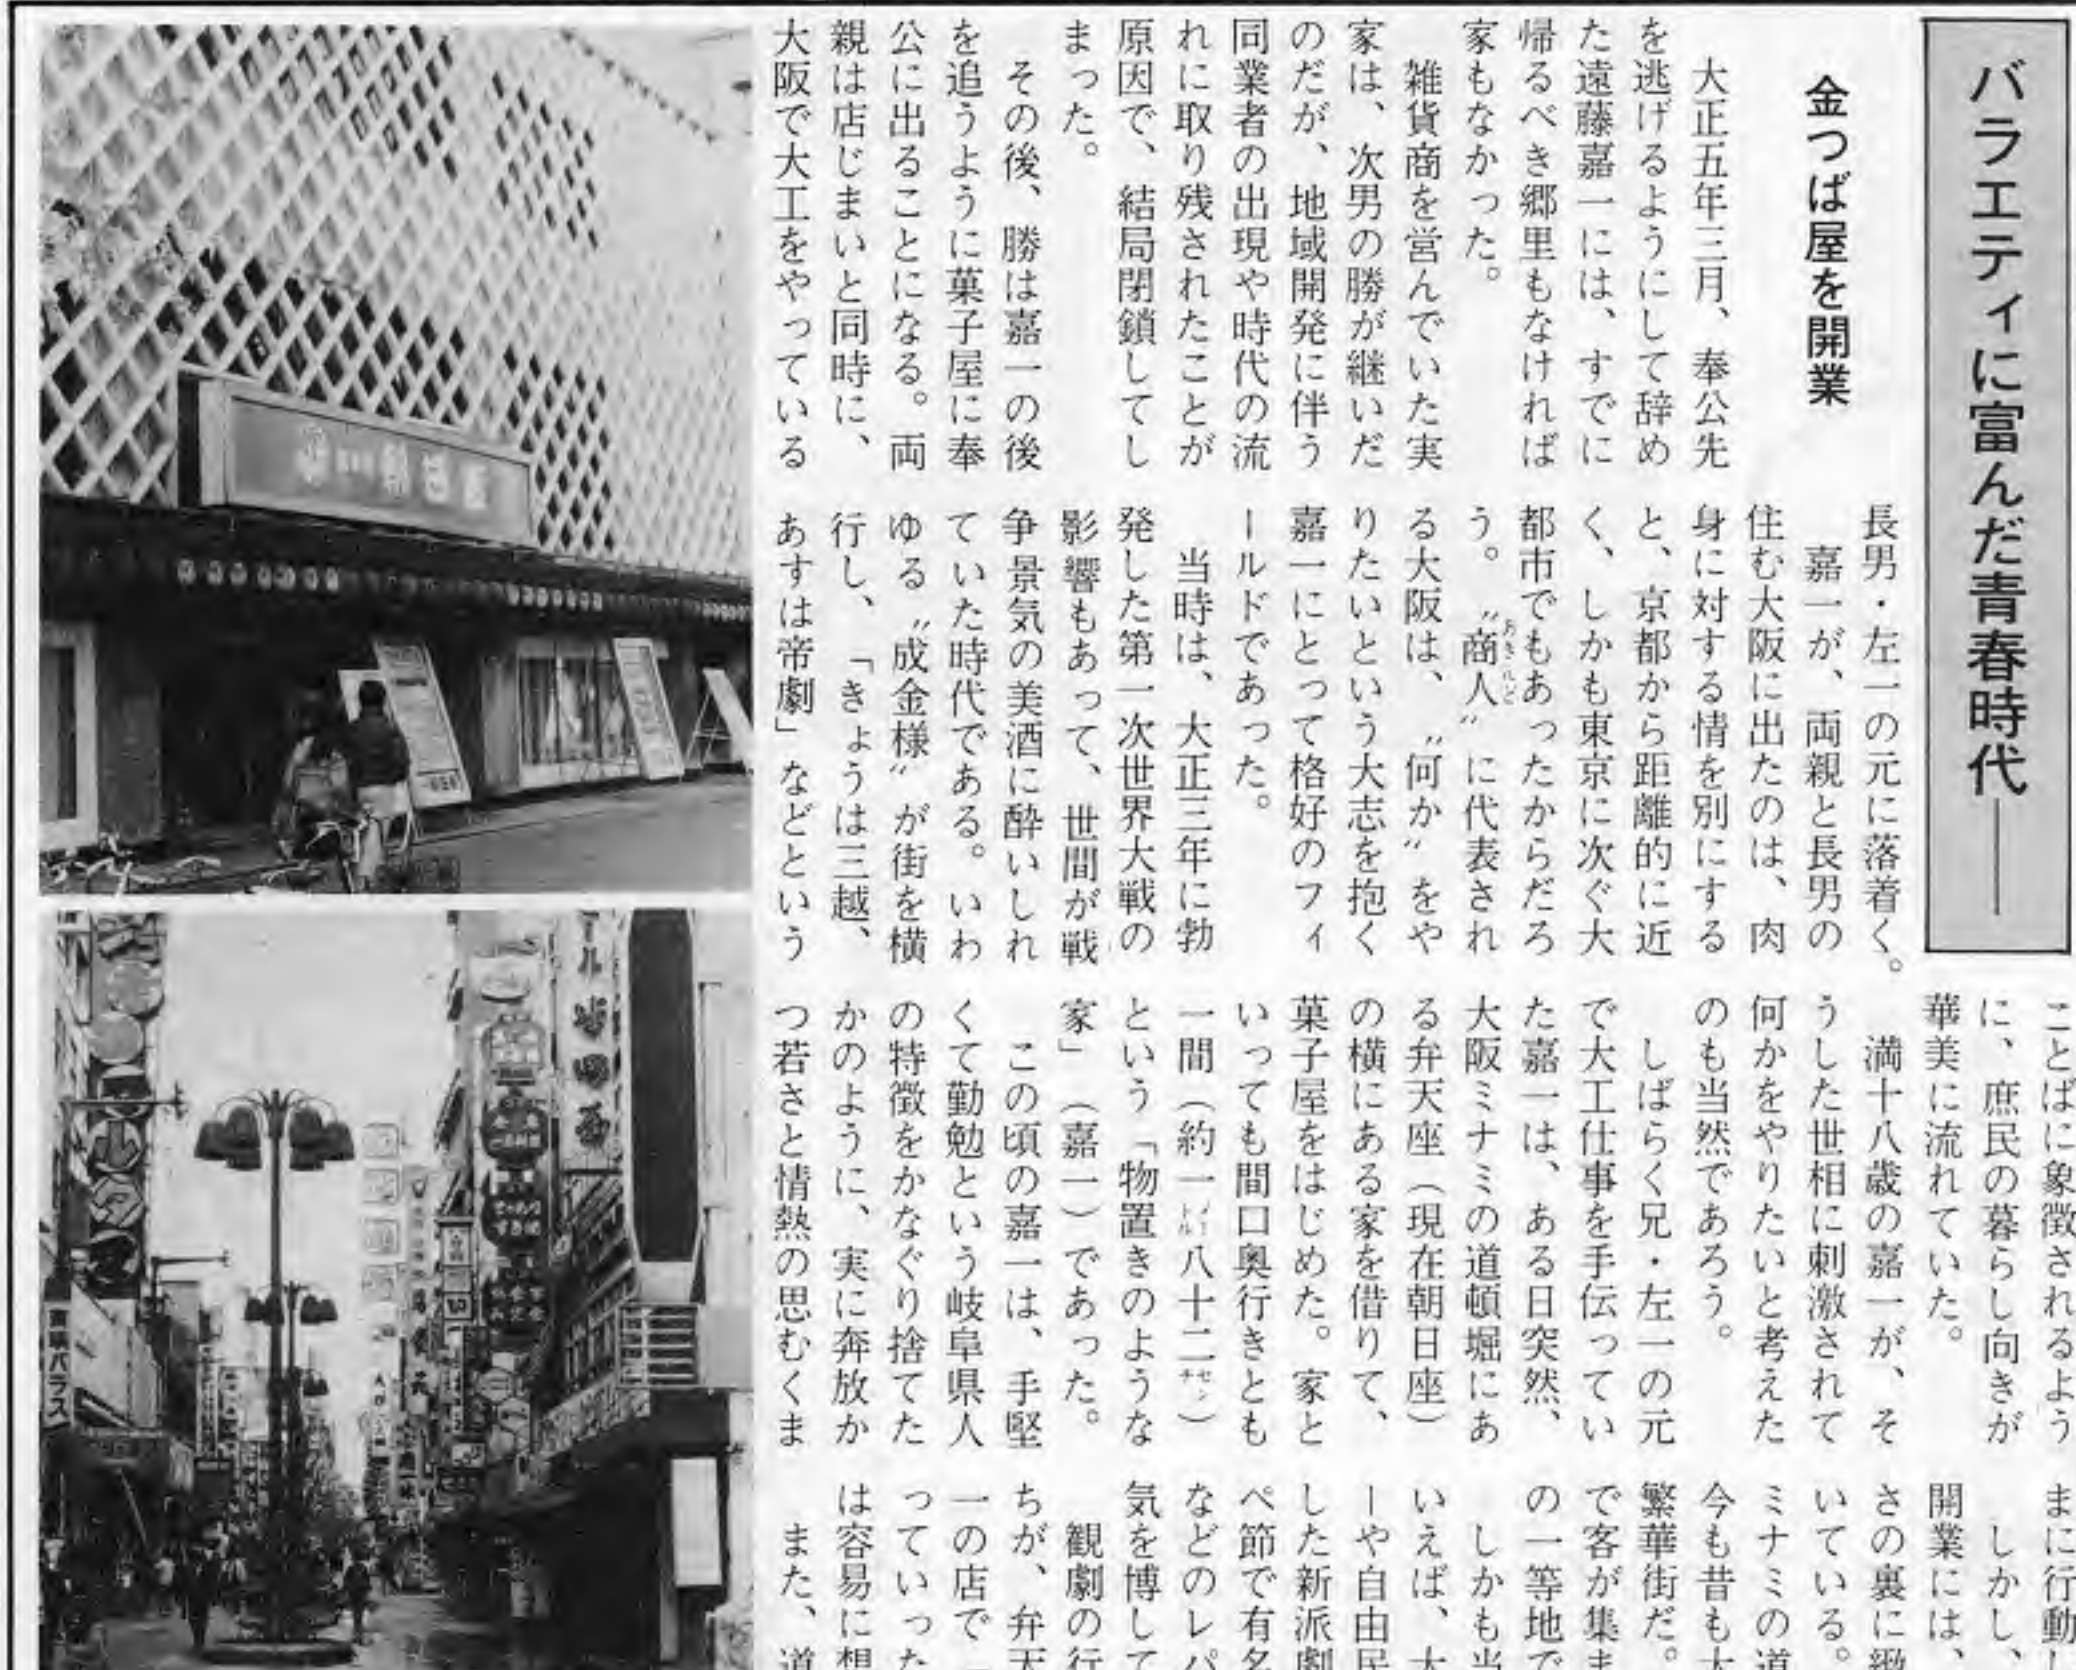 バラエティに富んだ青春時代――
金つば屋を開業
大正五年三月、奉公先
を逃げるようにして辞め
た遠藤嘉一には、すでに
帰るべき郷里もなければ
家もなかった。
雑貨商を営んでいた実
家は、次男の勝が継いだ
のだが、地域開発に伴う
同業者の出現や時代の流
れに取り残されたことが
原因で、結局閉鎖してし
まった。
その後、勝は嘉一の後
を追うように菓子屋に奉
公に出ることになる。両
親は店じまいと同時に、
大阪で大工をやっている
長男・左一の元に落着く。
嘉一が、両親と長男の
住む大阪に出たのは、肉
身に対する情を別にする
と、京都から距離的に近
く、しかも東京に次ぐ大
都市でもあったからだろ
う。〝商人〟に代表され
あきんど
る大阪は、〝何か〟をや
りたいという大志を抱く
嘉一にとって格好のフィ
ールドであった。
当時は、大正三年に勃
発した第一次世界大戦の
影響もあって、世間が戦
争景気の美酒に酔いしれ
ていた時代である。いわ
ゆる〝成金様〟が街を横
行し、「きょうは三越、
あすは帝劇」などという
ことばに象徴されるよう
に、庶民の暮らし向きが
華美に流れていた。
満十八歳の嘉一が、そ
うした世相に刺激されて
何かをやりたいと考えた
のも当然であろう。
しばらく兄・左一の元
で大工仕事を手伝ってい
た嘉一は、ある日突然、
大阪ミナミの道頓堀にあ
る弁天座(現在朝日座)
の横にある家を借りて、
菓子屋をはじめた。家と
いっても間口奥行きとも
一間(約一メートル八十二センチ)
という「物置きのような
家」(嘉一)であった。
この頃の嘉一は、手堅
くて勤勉という岐阜県人
の特徴をかなぐり捨てた
かのように、実に奔放か
つ若さと情熱の思むくま
まに行動し
しかし、
開業には、
さの裏に緻
いている。
ミナミの道
今も昔も大
繁華街だ。
で客が集ま
の一等地で
しかも当
いえば、大
ーや自由民
した新派劇
ペ節で有名
などのレパ
気を博して
観劇の行
ちが、弁天
一の店で
っていった
は容易に想
また、道